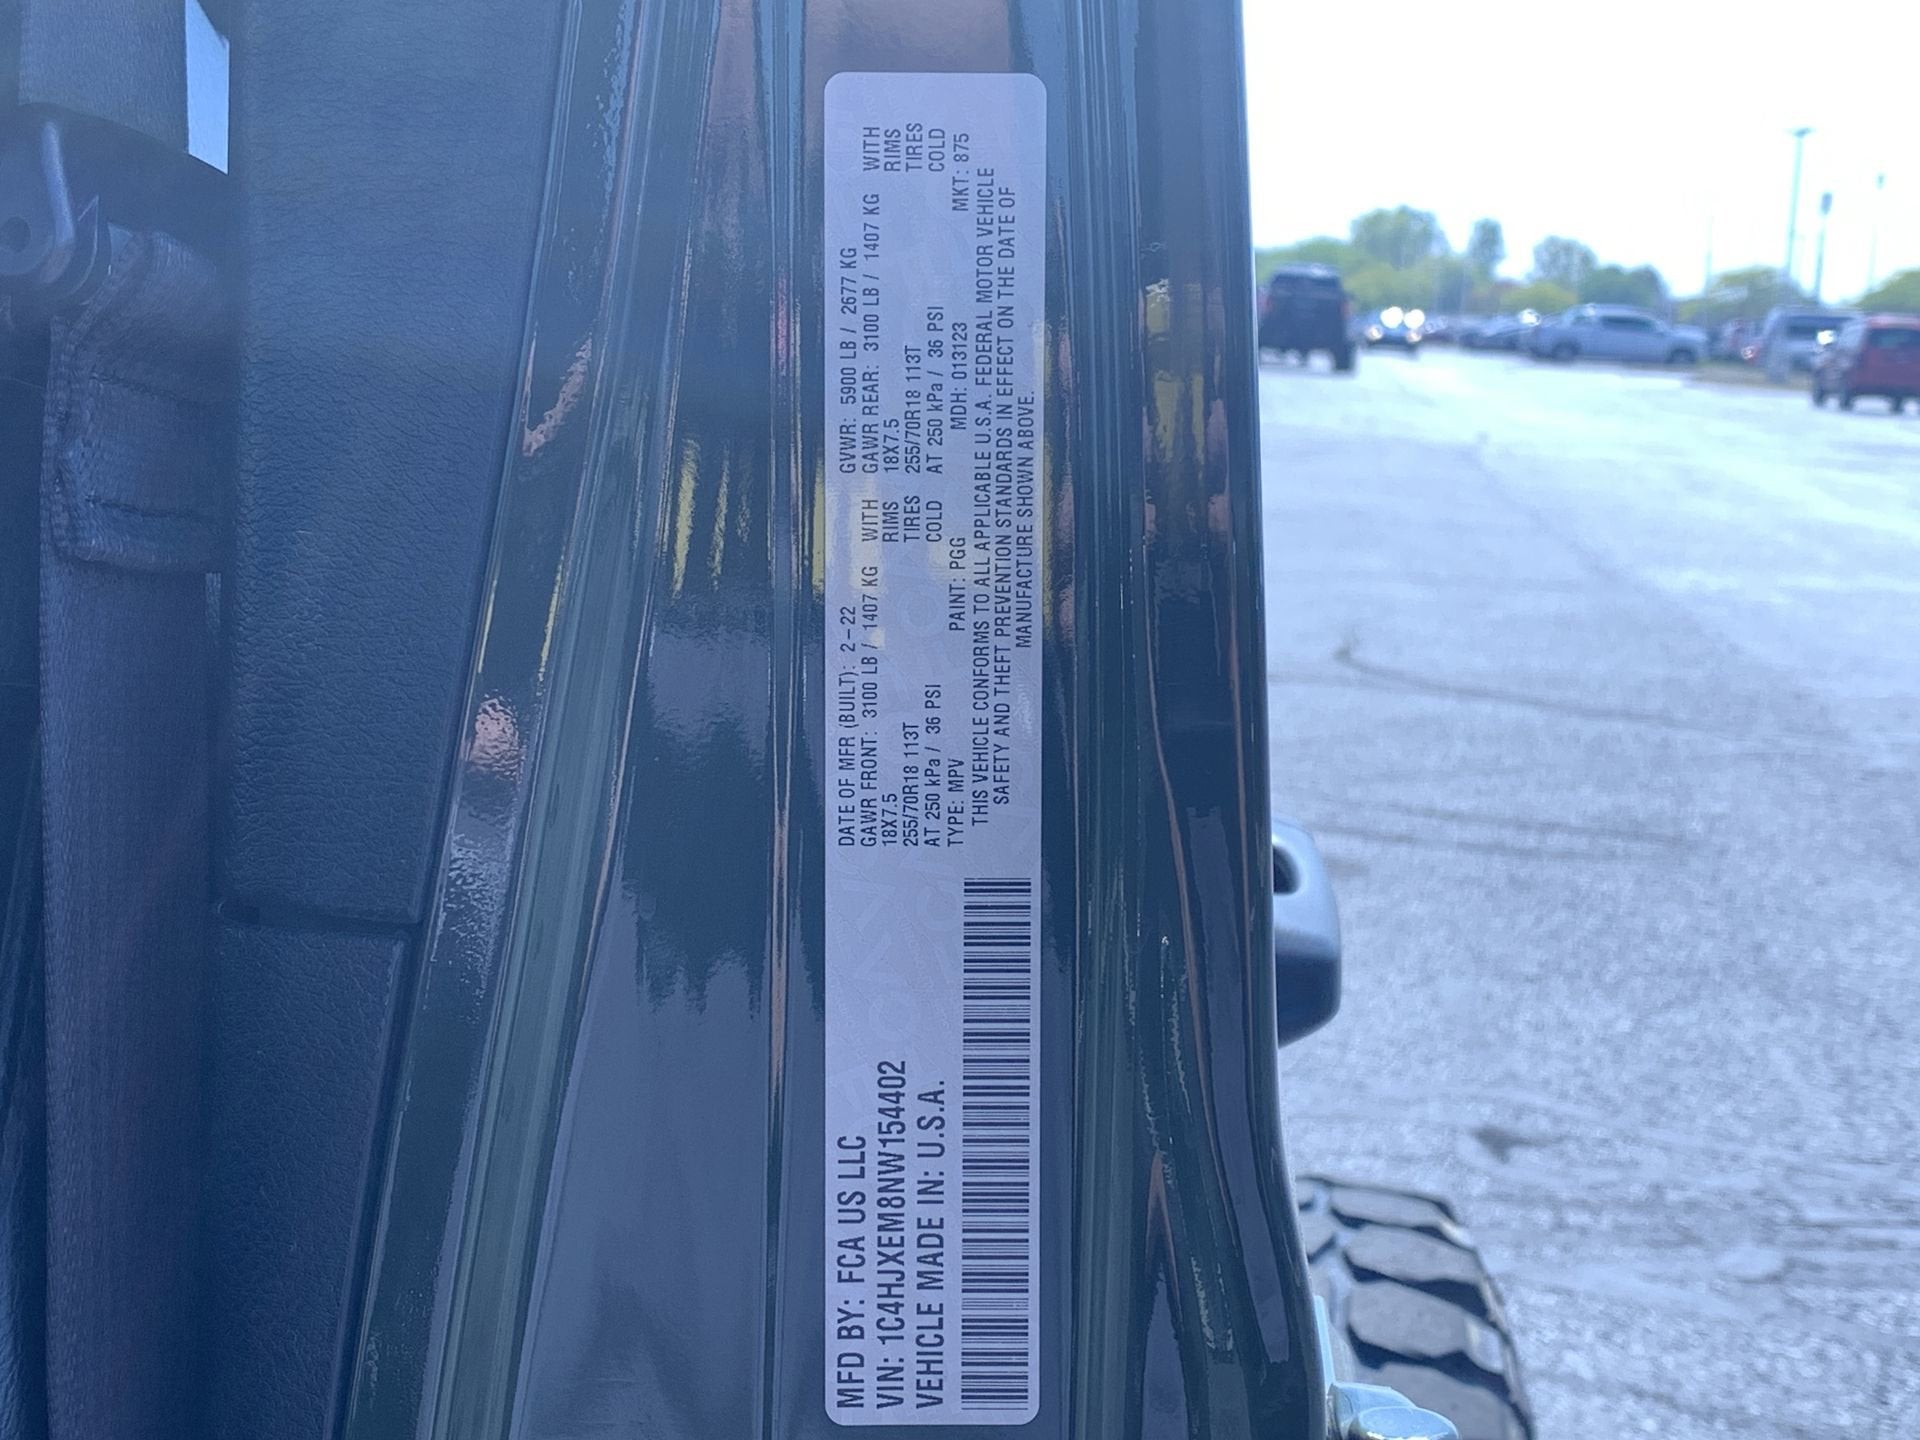 MFD BY: FCA US LLC
VIN: 1C4HJXEM8NW154402
VEHICLE MADE IN: U.S.A.
DATE OF MFR (BUILT): 2-22 GVWR: 5900 LB / 2677 KG
GAWR FRONT: 3100 LB / 1407 KG WITH GAWR REAR: 3100 LB / 1407 KG WITH
18X7.5 RIMS 18X7.5 RIMS
255/70R18 113T TIRES 255/70R18 113T TIRES
AT 250 kPa / 36 PSI COLD AT 250 kPa / 36 PSI COLD
TYPE: MPV PAINT: PGG MDH: 013123 MKT: 875
THIS VEHICLE CONFORMS TO ALL APPLICABLE U.S.A. FEDERAL MOTOR VEHICLE
SAFETY AND THEFT PREVENTION STANDARDS IN EFFECT ON THE DATE OF
MANUFACTURE SHOWN ABOVE.